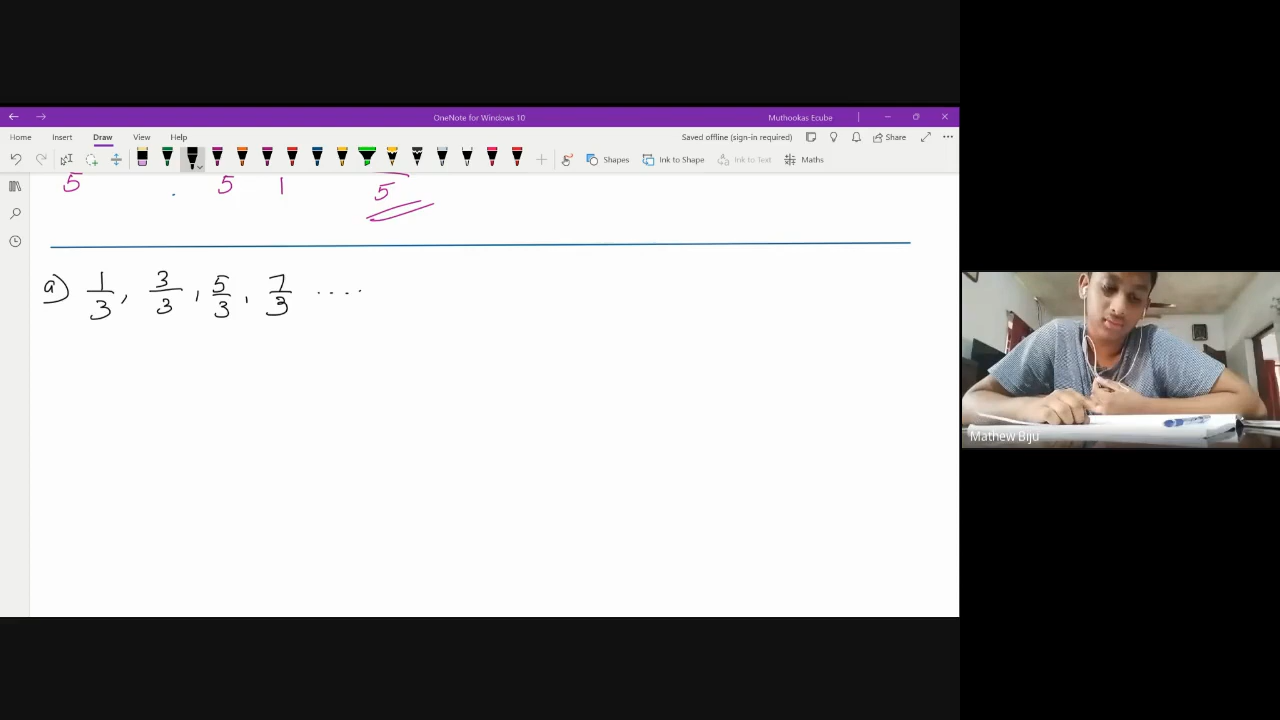 OneNote for Windows 10
Muthookas Ecube
Home Insert Draw View Help
Saved offline (sign-in required)
Share
Shapes
Ink to Shape
Ink to Text
Maths
5 . 5 1 5
a) 1/3, 3/3, 5/3, 7/3 ....
Mathew Biju